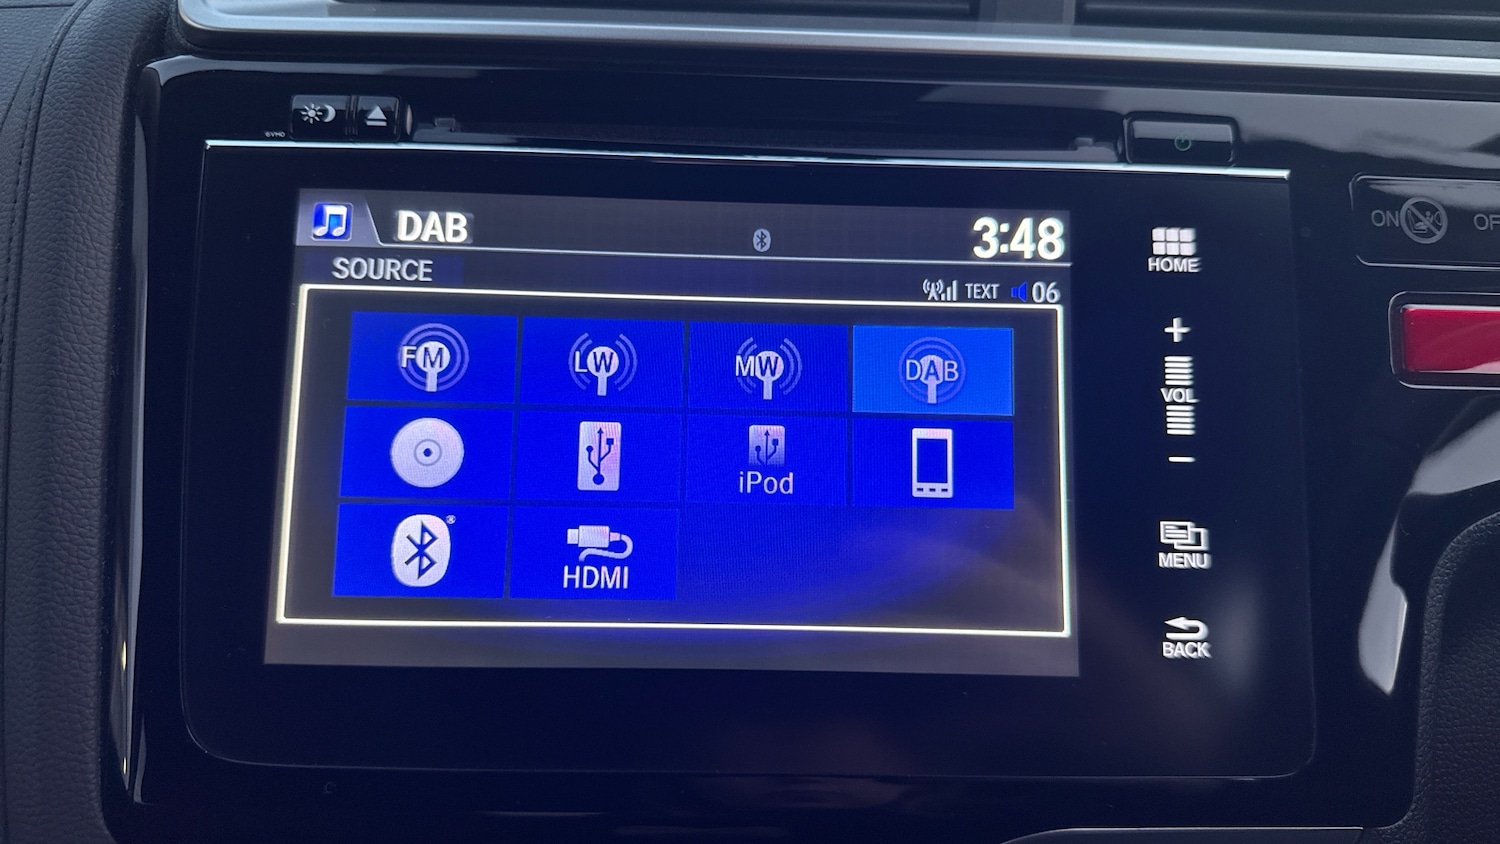 DAB
3:48
SOURCE
TEXT 06
FM
LW
MW
DAB
iPod
HDMI
HOME
+
VOL
−
MENU
BACK
ON